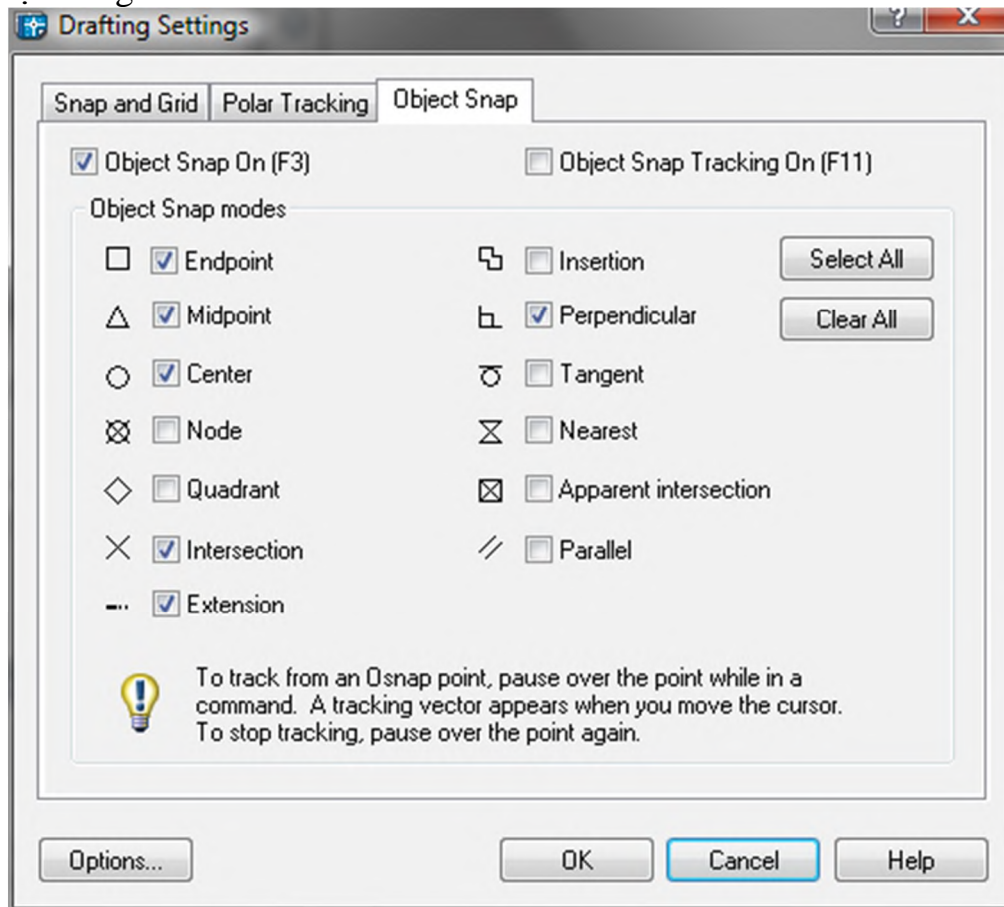 Drafting Settings
Snap and Grid Polar Tracking Object Snap
Object Snap On (F3) Object Snap Tracking On (F11)
Object Snap modes
Endpoint Insertion Select All
Midpoint Perpendicular Clear All
Center Tangent
Node Nearest
Quadrant Apparent intersection
Intersection Parallel
Extension
To track from an Osnap point, pause over the point while in a
command. A tracking vector appears when you move the cursor.
To stop tracking, pause over the point again.
Options... OK Cancel Help